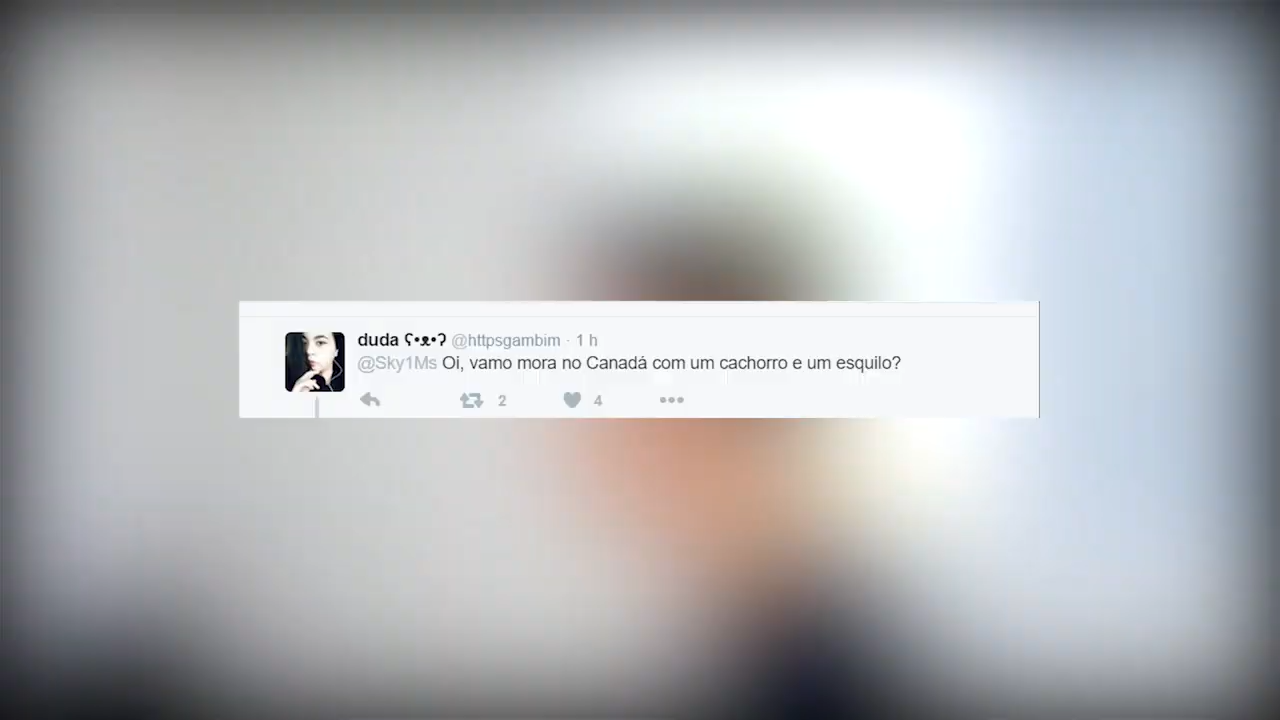 duda ʕ•ᴥ•ʔ @httpsgambim · 1 h
@Sky1Ms Oi, vamo mora no Canadá com um cachorro e um esquilo?
2 4